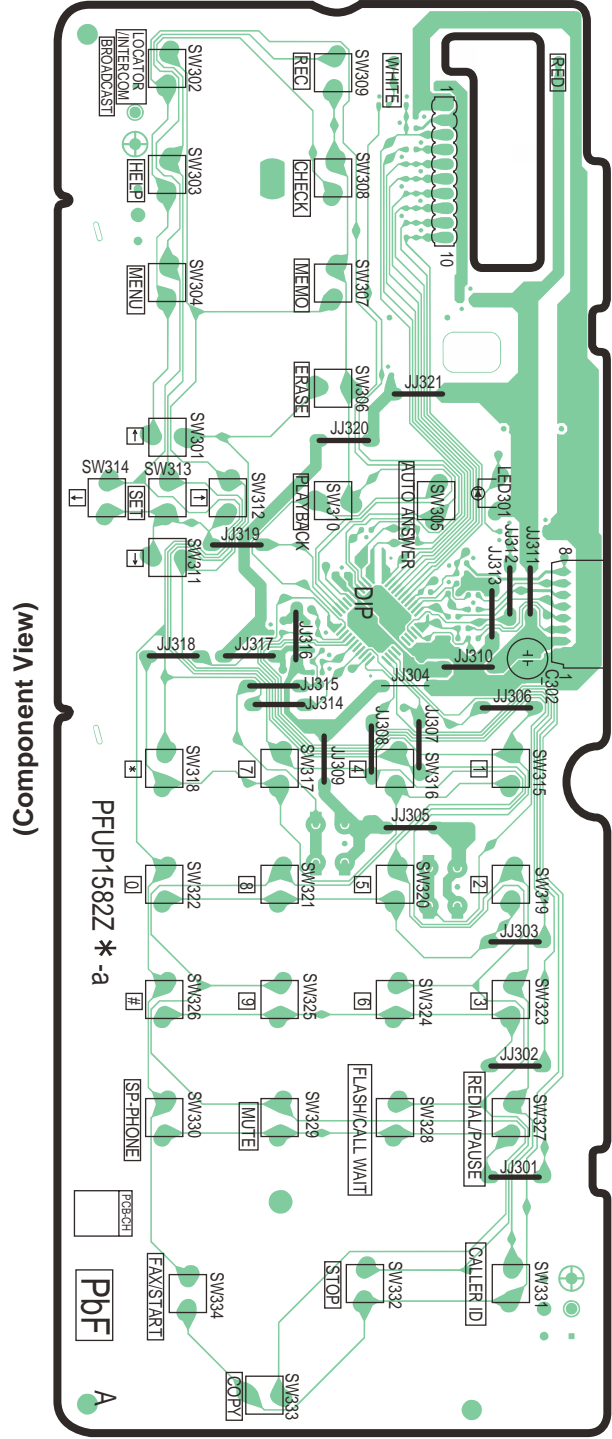 (Component View)
LOCATOR
/INTERCOM
BROADCAST
SW302
REC
SW309
WHITE
RED
1
10
HELP
SW303
CHECK
SW308
MENU
SW304
MEMO
SW307
ERASE
SW306
JJ321
JJ320
←
SW301
SW314
SW313
SW312
↓
SET
↑
PLAYBACK
SW310
AUTO ANSWER
SW305
LED301
JJ319
→
SW311
DIP
JJ313
JJ312
JJ311
8
1
JJ318
JJ317
JJ316
JJ310
C302
JJ315
JJ314
JJ304
JJ306
JJ309
JJ308
JJ307
*
SW318
7
SW317
4
SW316
1
SW315
JJ305
PFUP1582Z * -a
0
SW322
8
SW321
5
SW320
2
SW319
JJ303
#
SW326
9
SW325
6
SW324
3
SW323
JJ302
SP-PHONE
SW330
MUTE
SW329
FLASH/CALL WAIT
SW328
REDIAL/PAUSE
SW327
JJ301
PCB-CH
PbF
FAX/START
SW334
STOP
SW332
CALLER ID
SW331
COPY
SW333
A